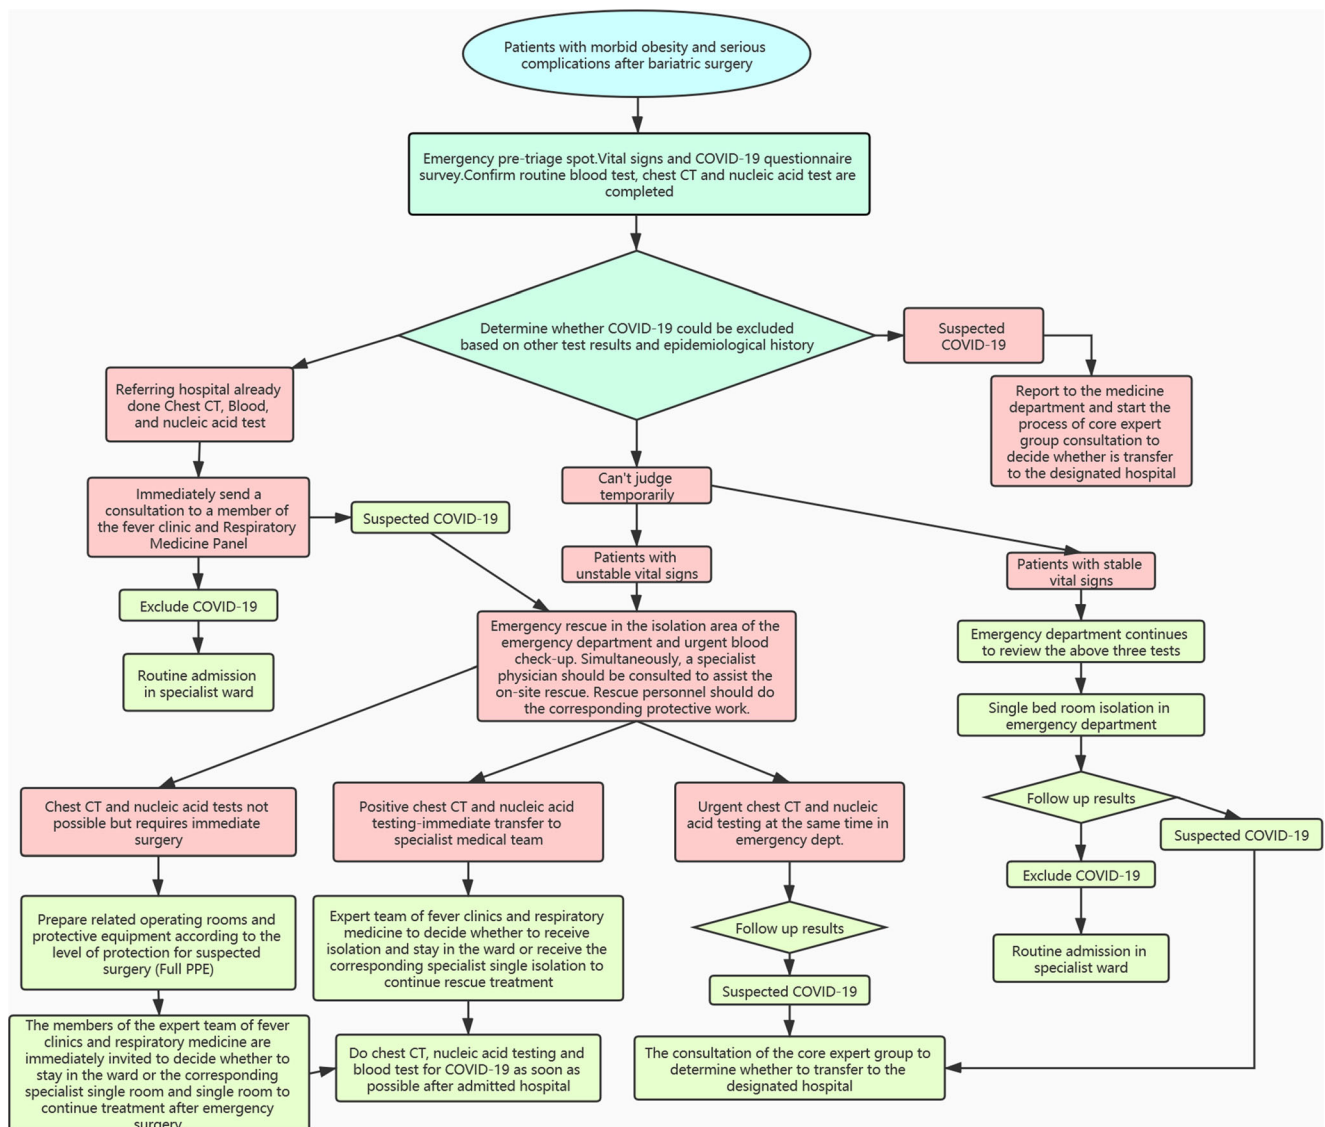 Patients with morbid obesity and serious
complications after bariatric surgery
Emergency pre-triage spot.Vital signs and COVID-19 questionnaire
survey.Confirm routine blood test, chest CT and nucleic acid test are
completed
Determine whether COVID-19 could be excluded
based on other test results and epidemiological history
Suspected
COVID-19
Report to the medicine
department and start the
process of core expert
group consultation to
decide whether is transfer
to the designated hospital
Referring hospital already
done Chest CT, Blood,
and nucleic acid test
Immediately send a
consultation to a member of
the fever clinic and Respiratory
Medicine Panel
Suspected COVID-19
Exclude COVID-19
Routine admission
in specialist ward
Can't judge
temporarily
Patients with
unstable vital signs
Patients with stable
vital signs
Emergency rescue in the isolation area of the
emergency department and urgent blood
check-up. Simultaneously, a specialist
physician should be consulted to assist the
on-site rescue. Rescue personnel should do
the corresponding protective work.
Emergency department continues
to review the above three tests
Single bed room isolation in
emergency department
Follow up results
Suspected COVID-19
Exclude COVID-19
Routine admission in
specialist ward
Chest CT and nucleic acid tests not
possible but requires immediate
surgery
Positive chest CT and nucleic acid
testing-immediate transfer to
specialist medical team
Urgent chest CT and nucleic
acid testing at the same time in
emergency dept.
Prepare related operating rooms and
protective equipment according to the
level of protection for suspected
surgery (Full PPE)
Expert team of fever clinics and respiratory
medicine to decide whether to receive
isolation and stay in the ward or receive the
corresponding specialist single isolation to
continue rescue treatment
Follow up results
Suspected COVID-19
The members of the expert team of fever
clinics and respiratory medicine are
immediately invited to decide whether to
stay in the ward or the corresponding
specialist single room and single room to
continue treatment after emergency
surgery
Do chest CT, nucleic acid testing and
blood test for COVID-19 as soon as
possible after admitted hospital
The consultation of the core expert group to
determine whether to transfer to the
designated hospital